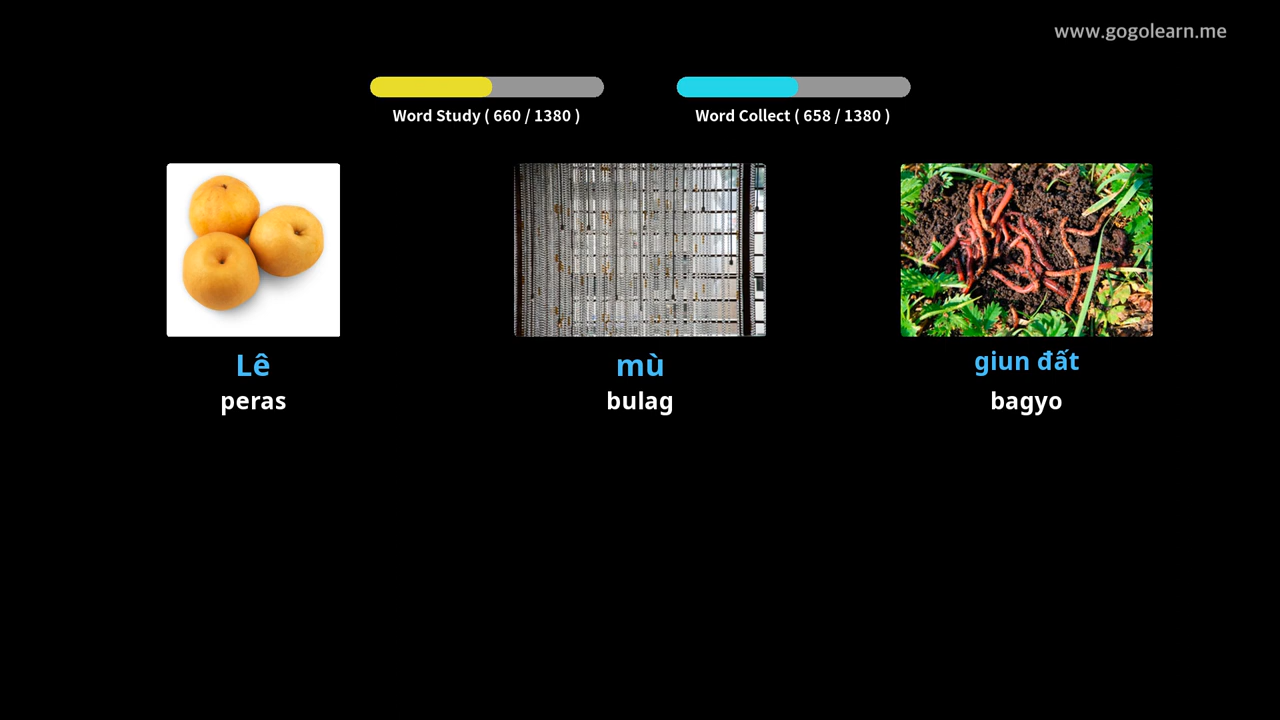 www.gogolearn.me
Word Study ( 660 / 1380 )
Word Collect ( 658 / 1380 )
Lê
peras
mù
bulag
giun đất
bagyo